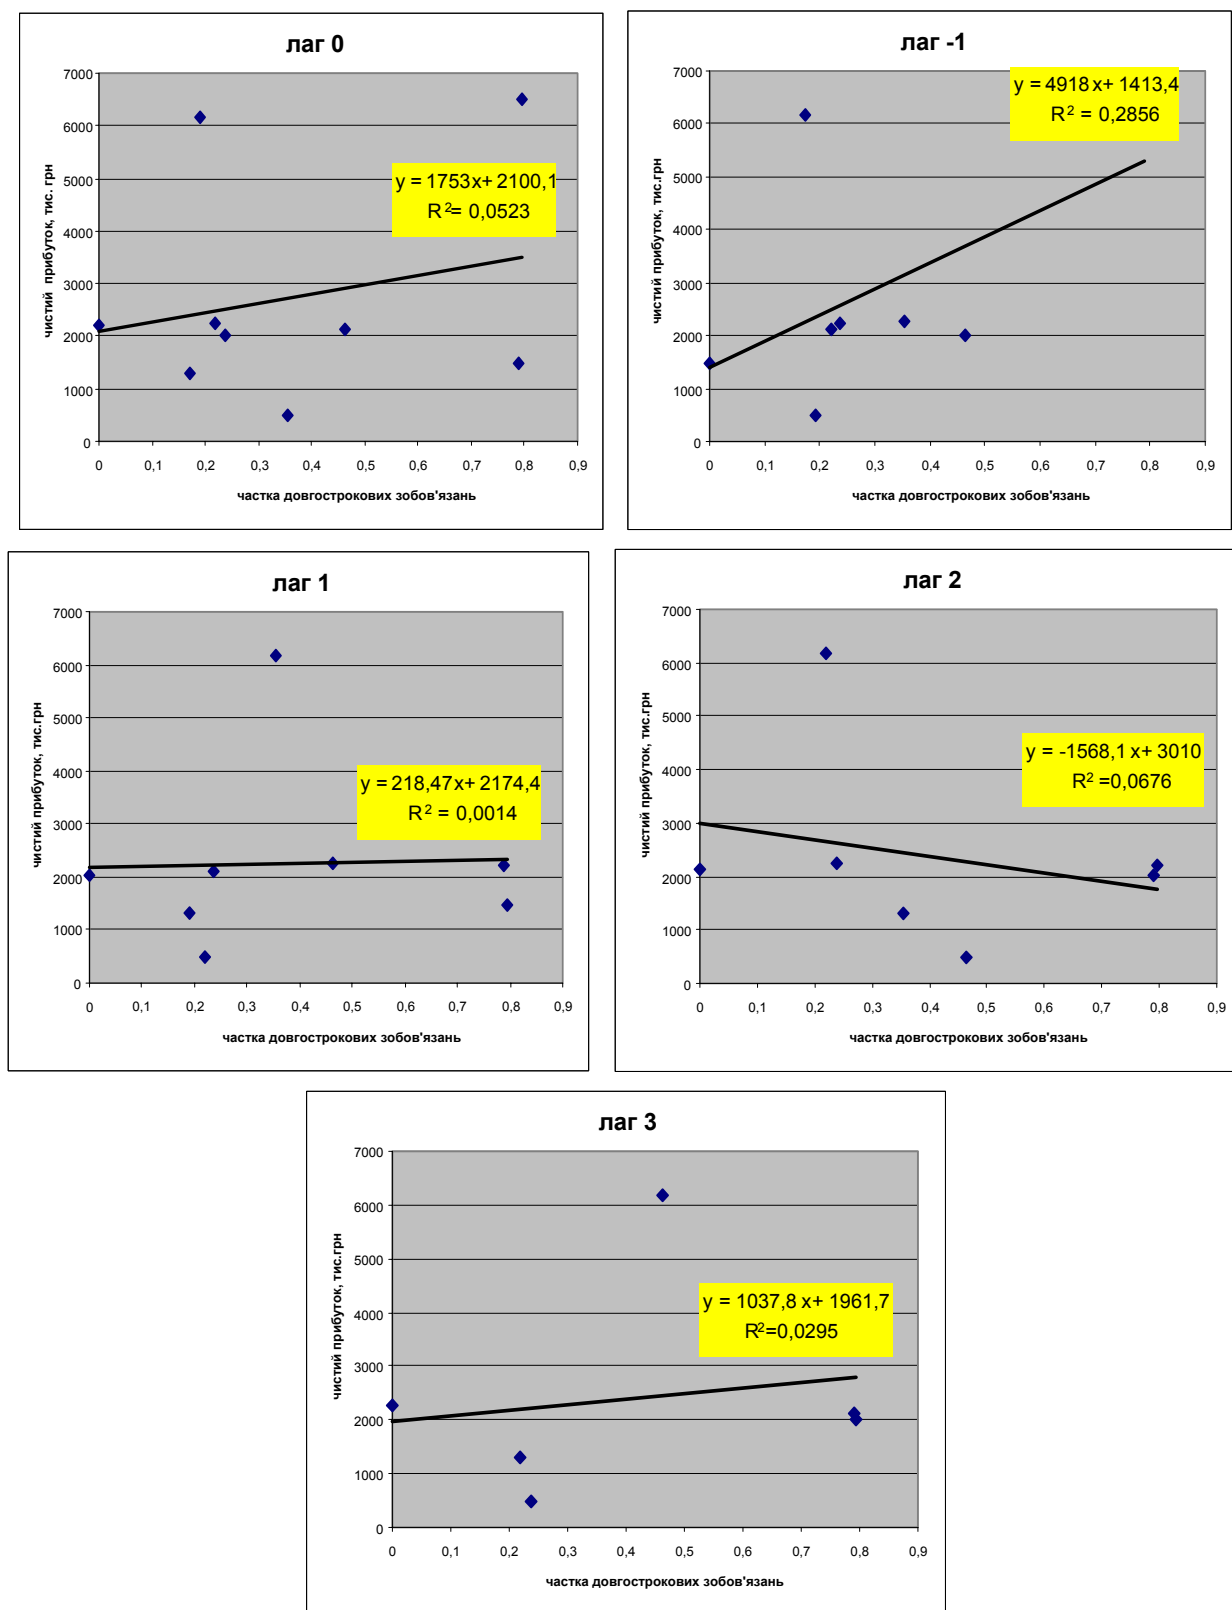 лаг 0
7000
6000
5000
4000
3000
2000
1000
0
чистий прибуток, тис. грн
y = 1753x+ 2100,1
R²= 0,0523
0 0,1 0,2 0,3 0,4 0,5 0,6 0,7 0,8 0,9
частка довгострокових зобов'язань
лаг -1
7000
6000
5000
4000
3000
2000
1000
0
чистий прибуток, тис.грн
y = 4918x+ 1413,4
R² = 0,2856
0 0,1 0,2 0,3 0,4 0,5 0,6 0,7 0,8 0,9
частка довгострокових зобов'язань
лаг 1
7000
6000
5000
4000
3000
2000
1000
0
чистий прибуток, тис.грн
y = 218,47x+ 2174,4
R² = 0,0014
0 0,1 0,2 0,3 0,4 0,5 0,6 0,7 0,8 0,9
частка довгострокових зобов'язань
лаг 2
7000
6000
5000
4000
3000
2000
1000
0
чистий прибуток, тис.грн
y = -1568,1x+ 3010
R² =0,0676
0 0,1 0,2 0,3 0,4 0,5 0,6 0,7 0,8 0,9
частка довгострокових зобов'язань
лаг 3
7000
6000
5000
4000
3000
2000
1000
0
чистий прибуток, тис.грн
y = 1037,8x+ 1961,7
R²=0,0295
0 0,1 0,2 0,3 0,4 0,5 0,6 0,7 0,8 0,9
частка довгострокових зобов'язань